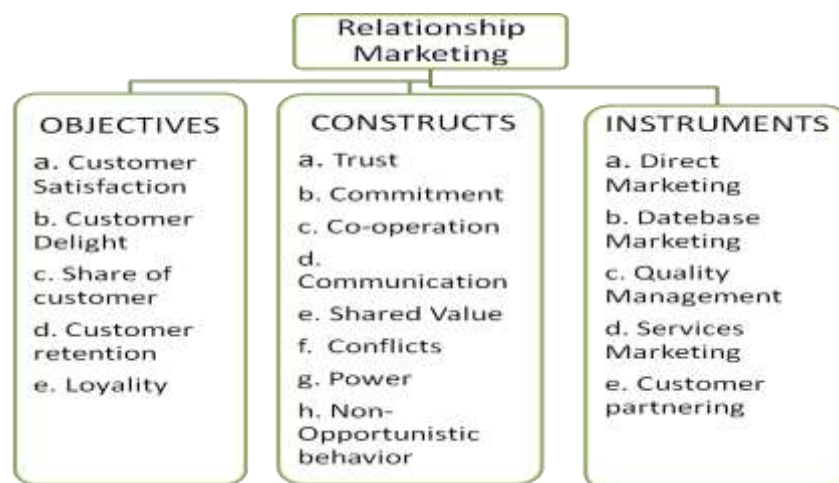 Relationship
Marketing
OBJECTIVES
a. Customer
Satisfaction
b. Customer
Delight
c. Share of
customer
d. Customer
retention
e. Loyality
CONSTRUCTS
a. Trust
b. Commitment
c. Co-operation
d.
Communication
e. Shared Value
f. Conflicts
g. Power
h. Non-
Opportunistic
behavior
INSTRUMENTS
a. Direct
Marketing
b. Datebase
Marketing
c. Quality
Management
d. Services
Marketing
e. Customer
partnering